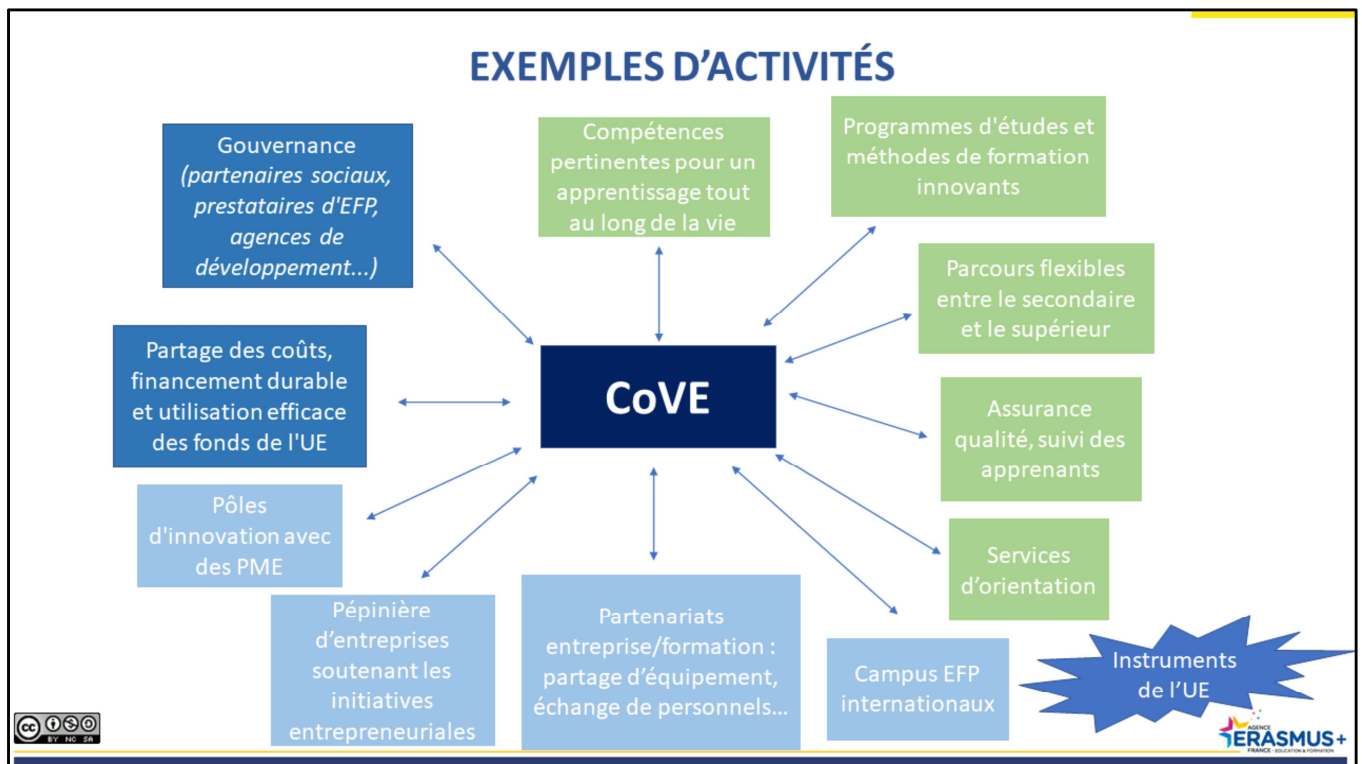 EXEMPLES D'ACTIVITÉS
Gouvernance
(partenaires sociaux,
prestataires d'EFP,
agences de
développement...)
Compétences
pertinentes pour un
apprentissage tout
au long de la vie
Programmes d'études et
méthodes de formation
innovants
Parcours flexibles
entre le secondaire
et le supérieur
Partage des coûts,
financement durable
et utilisation efficace
des fonds de l'UE
CoVE
Assurance
qualité, suivi des
apprenants
Pôles
d'innovation avec
des PME
Services
d'orientation
Pépinière
d'entreprises
soutenant les
initiatives
entrepreneuriales
Partenariats
entreprise/formation :
partage d'équipement,
échange de personnels…
Campus EFP
internationaux
Instruments
de l'UE
cc
BY NC SA
AGENCE
ERASMUS+
FRANCE - EDUCATION & FORMATION